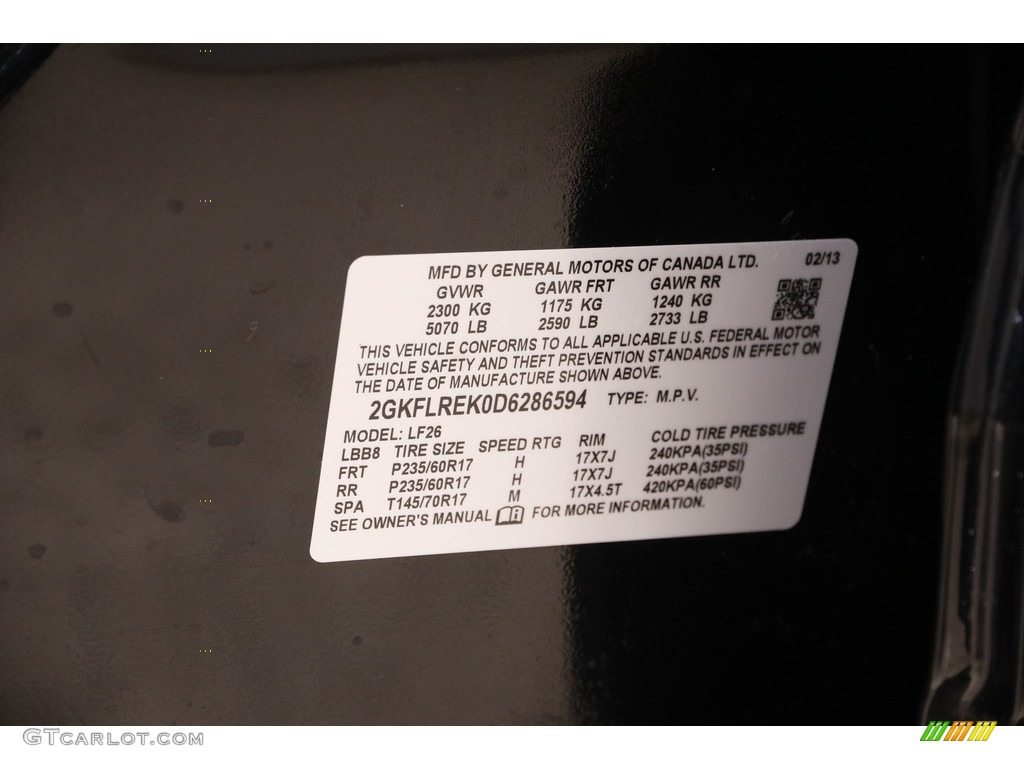 MFD BY GENERAL MOTORS OF CANADA LTD. 02/13
GVWR GAWR FRT GAWR RR
2300 KG 1175 KG 1240 KG
5070 LB 2590 LB 2733 LB
THIS VEHICLE CONFORMS TO ALL APPLICABLE U.S. FEDERAL MOTOR
VEHICLE SAFETY AND THEFT PREVENTION STANDARDS IN EFFECT ON
THE DATE OF MANUFACTURE SHOWN ABOVE.
2GKFLREK0D6286594 TYPE: M.P.V.
MODEL: LF26
LBB8 TIRE SIZE SPEED RTG RIM COLD TIRE PRESSURE
FRT P235/60R17 H 17X7J 240KPA(35PSI)
RR P235/60R17 H 17X7J 240KPA(35PSI)
SPA T145/70R17 M 17X4.5T 420KPA(60PSI)
SEE OWNER'S MANUAL FOR MORE INFORMATION.
GTcarlot.com